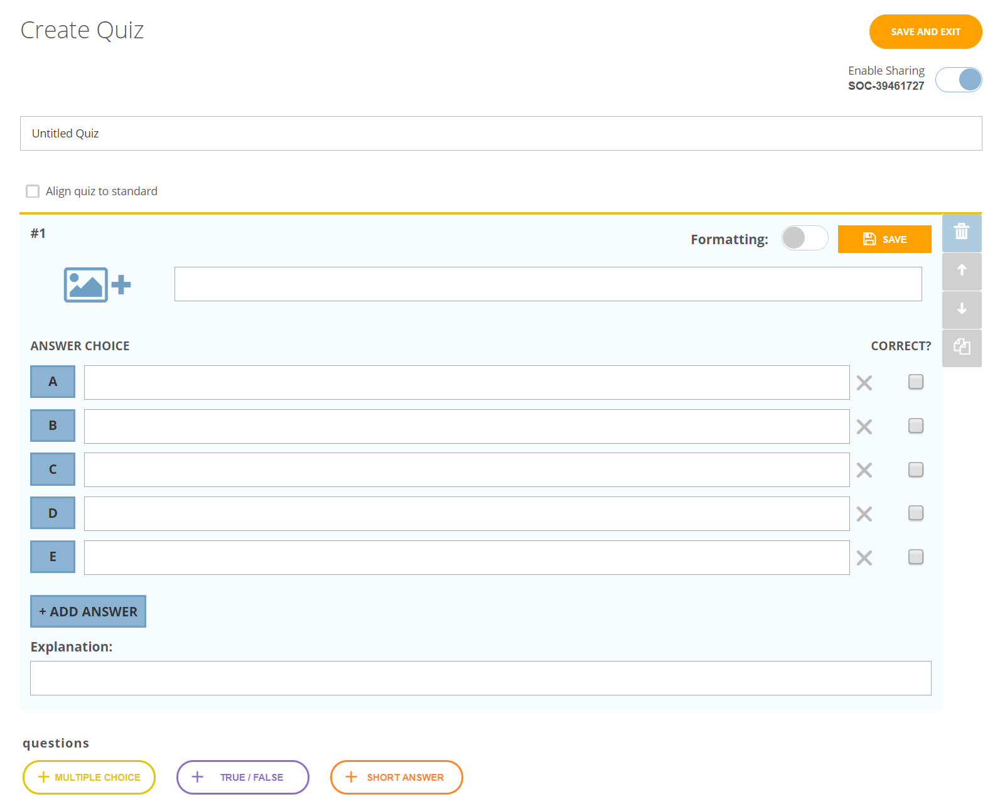 Create Quiz
SAVE AND EXIT
Enable Sharing
SOC-39461727
Untitled Quiz
Align quiz to standard
#1
Formatting:
SAVE
ANSWER CHOICE
CORRECT?
A
B
C
D
E
+ ADD ANSWER
Explanation:
questions
MULTIPLE CHOICE
TRUE / FALSE
SHORT ANSWER